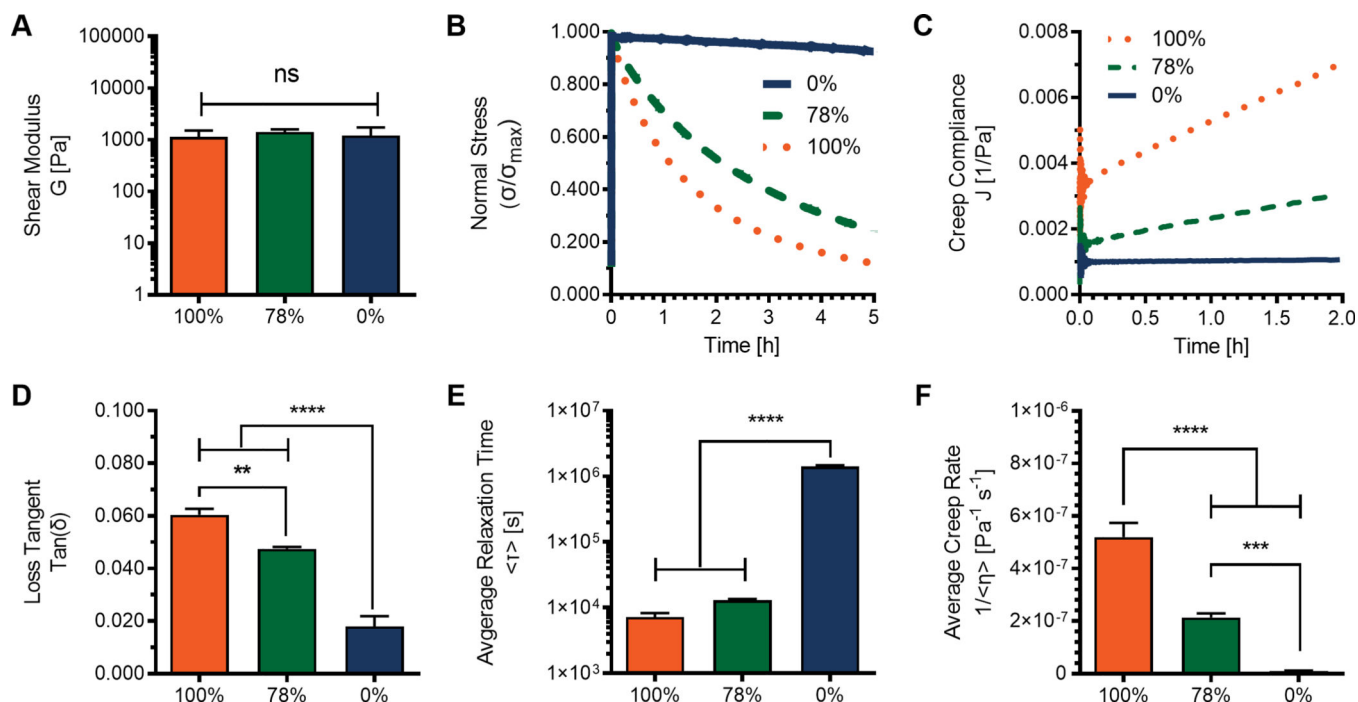 A
Shear Modulus
G [Pa]
100000
10000
1000
100
10
1
ns
100% 78% 0%
B
Normal Stress
(σ/σmax)
1.000
0.800
0.600
0.400
0.200
0.000
0%
78%
100%
0 1 2 3 4 5
Time [h]
C
Creep Compliance
J [1/Pa]
0.008
0.006
0.004
0.002
0.000
100%
78%
0%
0.0 0.5 1.0 1.5 2.0
Time [h]
D
Loss Tangent
Tan(δ)
0.100
0.080
0.060
0.040
0.020
0.000
****
**
100% 78% 0%
E
Avgerage Relaxation Time
<τ> [s]
1×10⁷
1×10⁶
1×10⁵
1×10⁴
1×10³
****
100% 78% 0%
F
Average Creep Rate
1/<η> [Pa⁻¹ s⁻¹]
1×10⁻⁶
8×10⁻⁷
6×10⁻⁷
4×10⁻⁷
2×10⁻⁷
0
****
***
100% 78% 0%